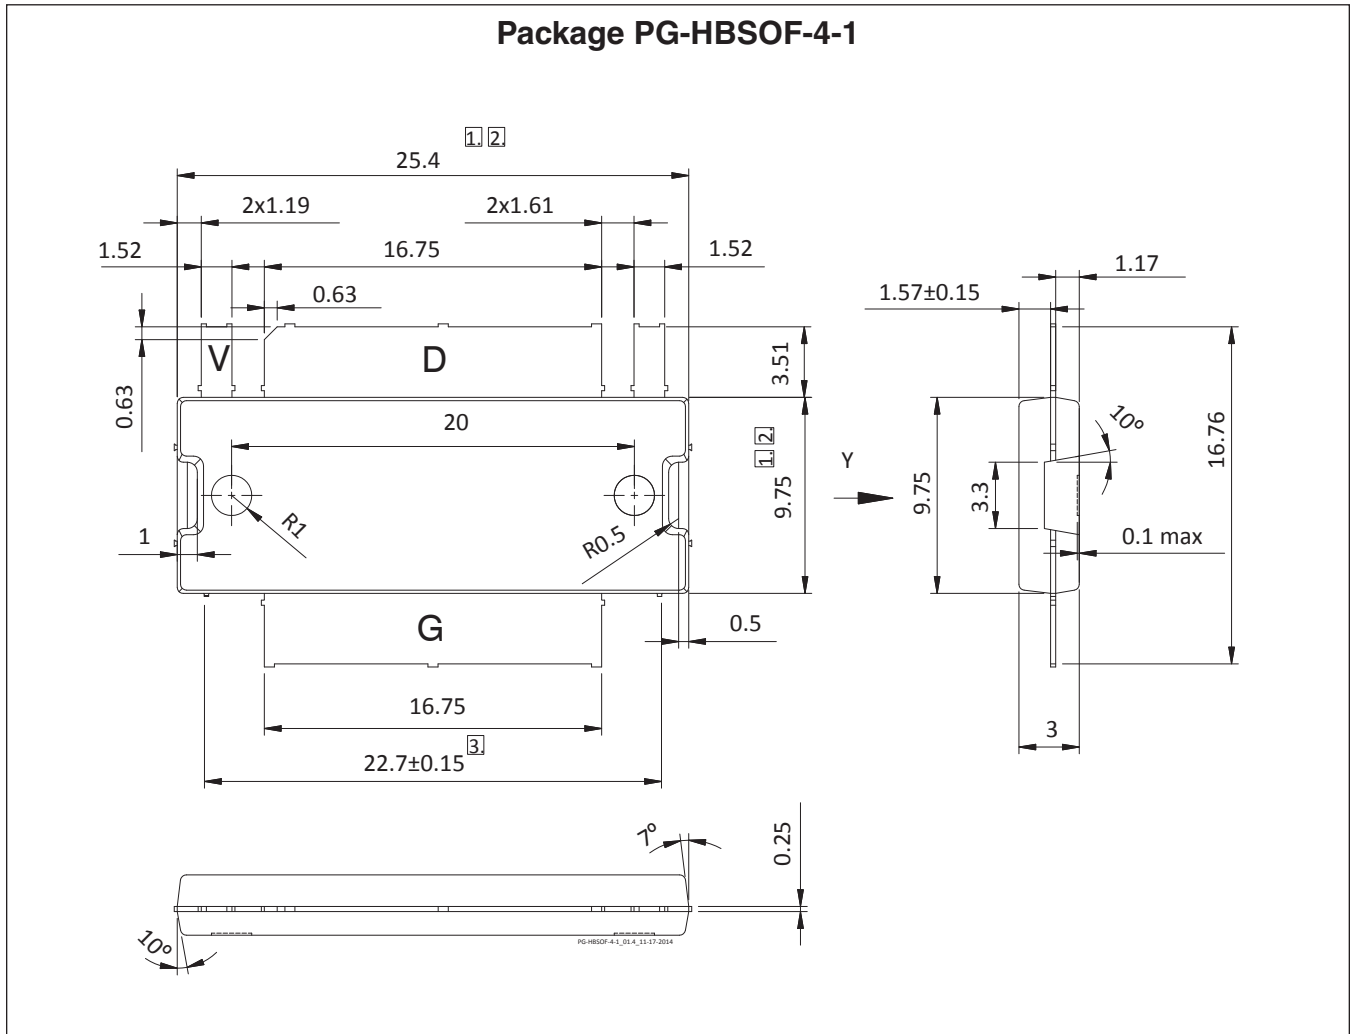 Package PG-HBSOF-4-1
1. 2.
25.4
2x1.19
2x1.61
1.52
16.75
1.52
1.17
0.63
1.57±0.15
V
D
3.51
0.63
20
10º
1. 2.
Y
16.76
9.75
9.75
3.3
R1
R0.5
1
0.1 max
G
0.5
16.75
3.
22.7±0.15
3
7º
0.25
10º
PG-HBSOF-4-1_01.4_11-17-2014